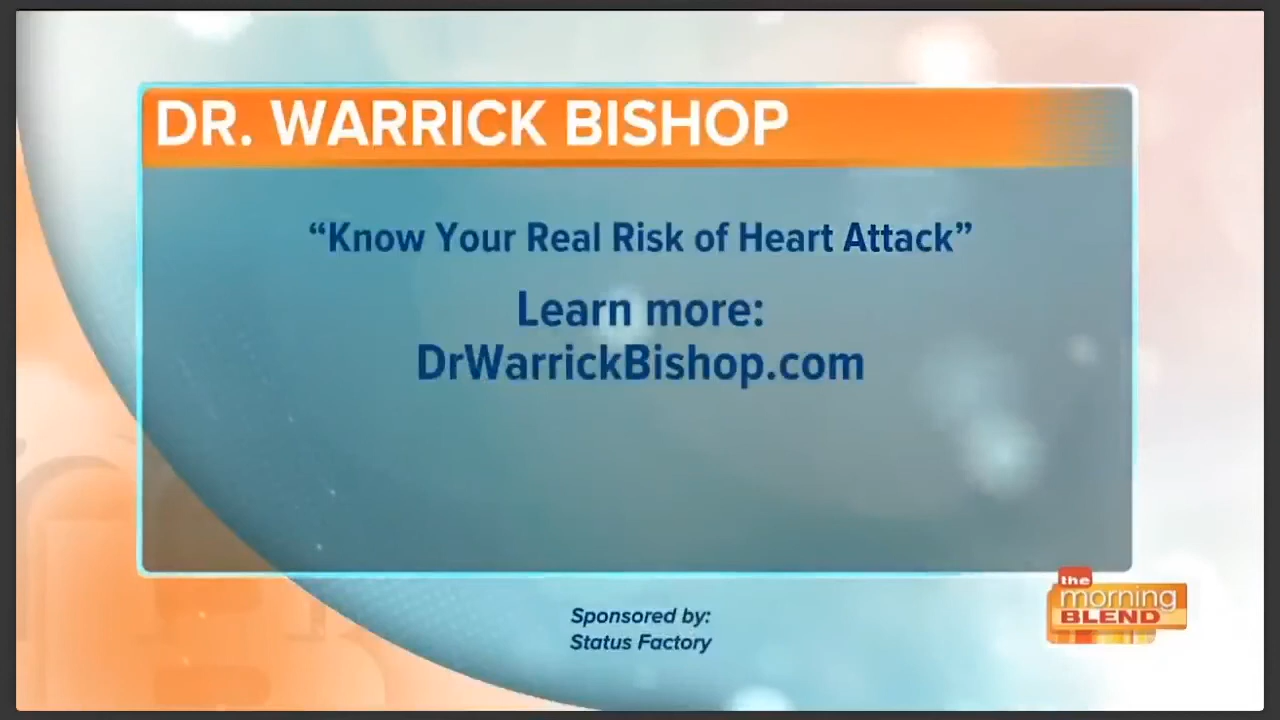 DR. WARRICK BISHOP
“Know Your Real Risk of Heart Attack”
Learn more:
DrWarrickBishop.com
Sponsored by:
Status Factory
the
morning
BLEND